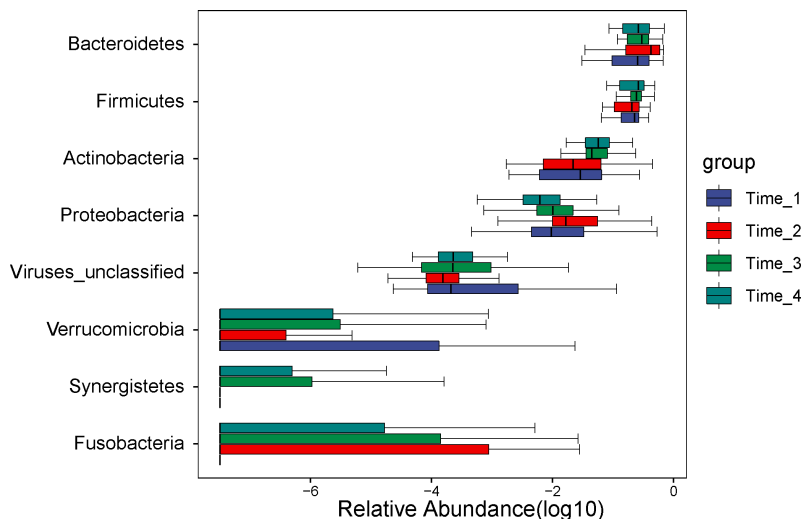 Bacteroidetes
Firmicutes
Actinobacteria
Proteobacteria
Viruses_unclassified
Verrucomicrobia
Synergistetes
Fusobacteria
−6 −4 −2 0
Relative Abundance(log10)
group
Time_1
Time_2
Time_3
Time_4